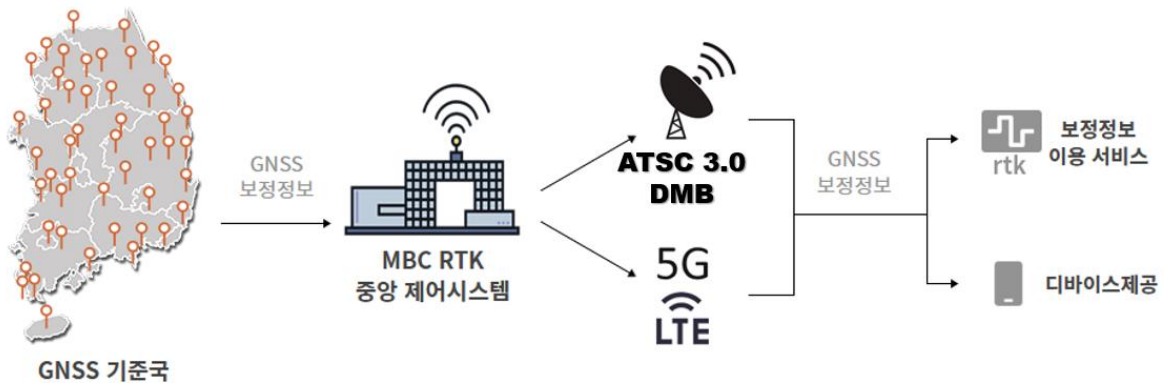 GNSS 기준국
GNSS
보정정보
MBC RTK
중앙 제어시스템
ATSC 3.0
DMB
5G
LTE
GNSS
보정정보
rtk
보정정보
이용 서비스
디바이스제공